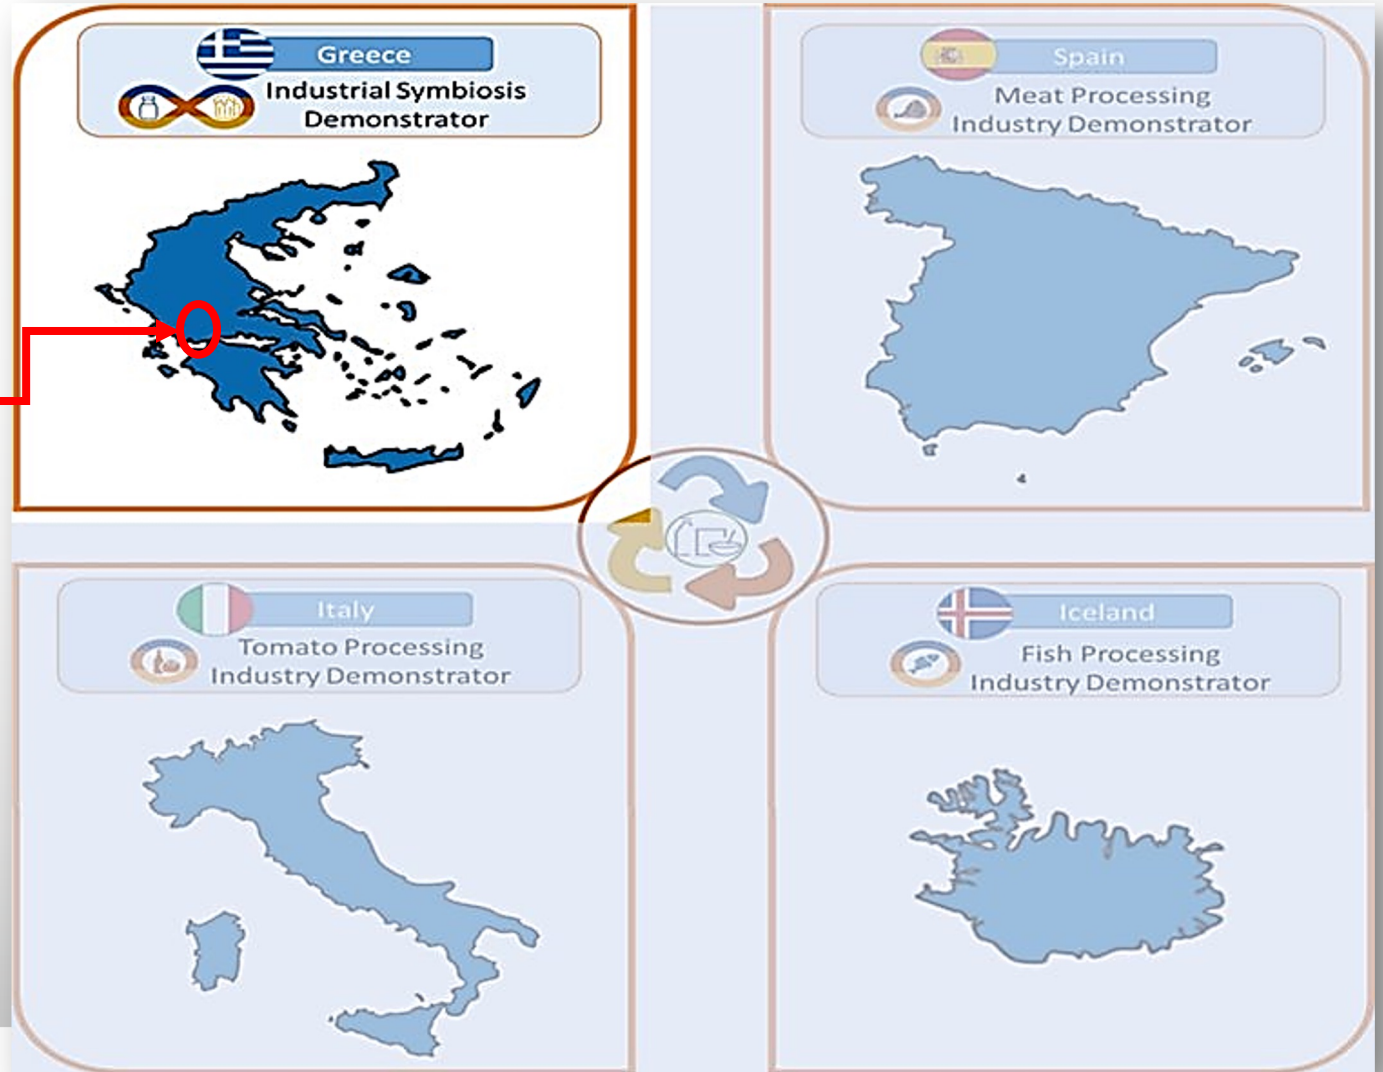 Greece
Industrial Symbiosis
Demonstrator
Spain
Meat Processing
Industry Demonstrator
Italy
Tomato Processing
Industry Demonstrator
Iceland
Fish Processing
Industry Demonstrator